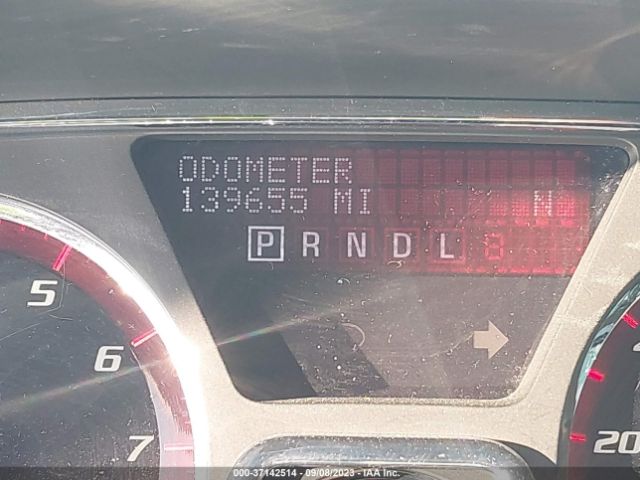 ODOMETER
139655 MI N
P R N D L
5
6
7
20
000-37142514 - 09/08/2023 - IAA Inc.